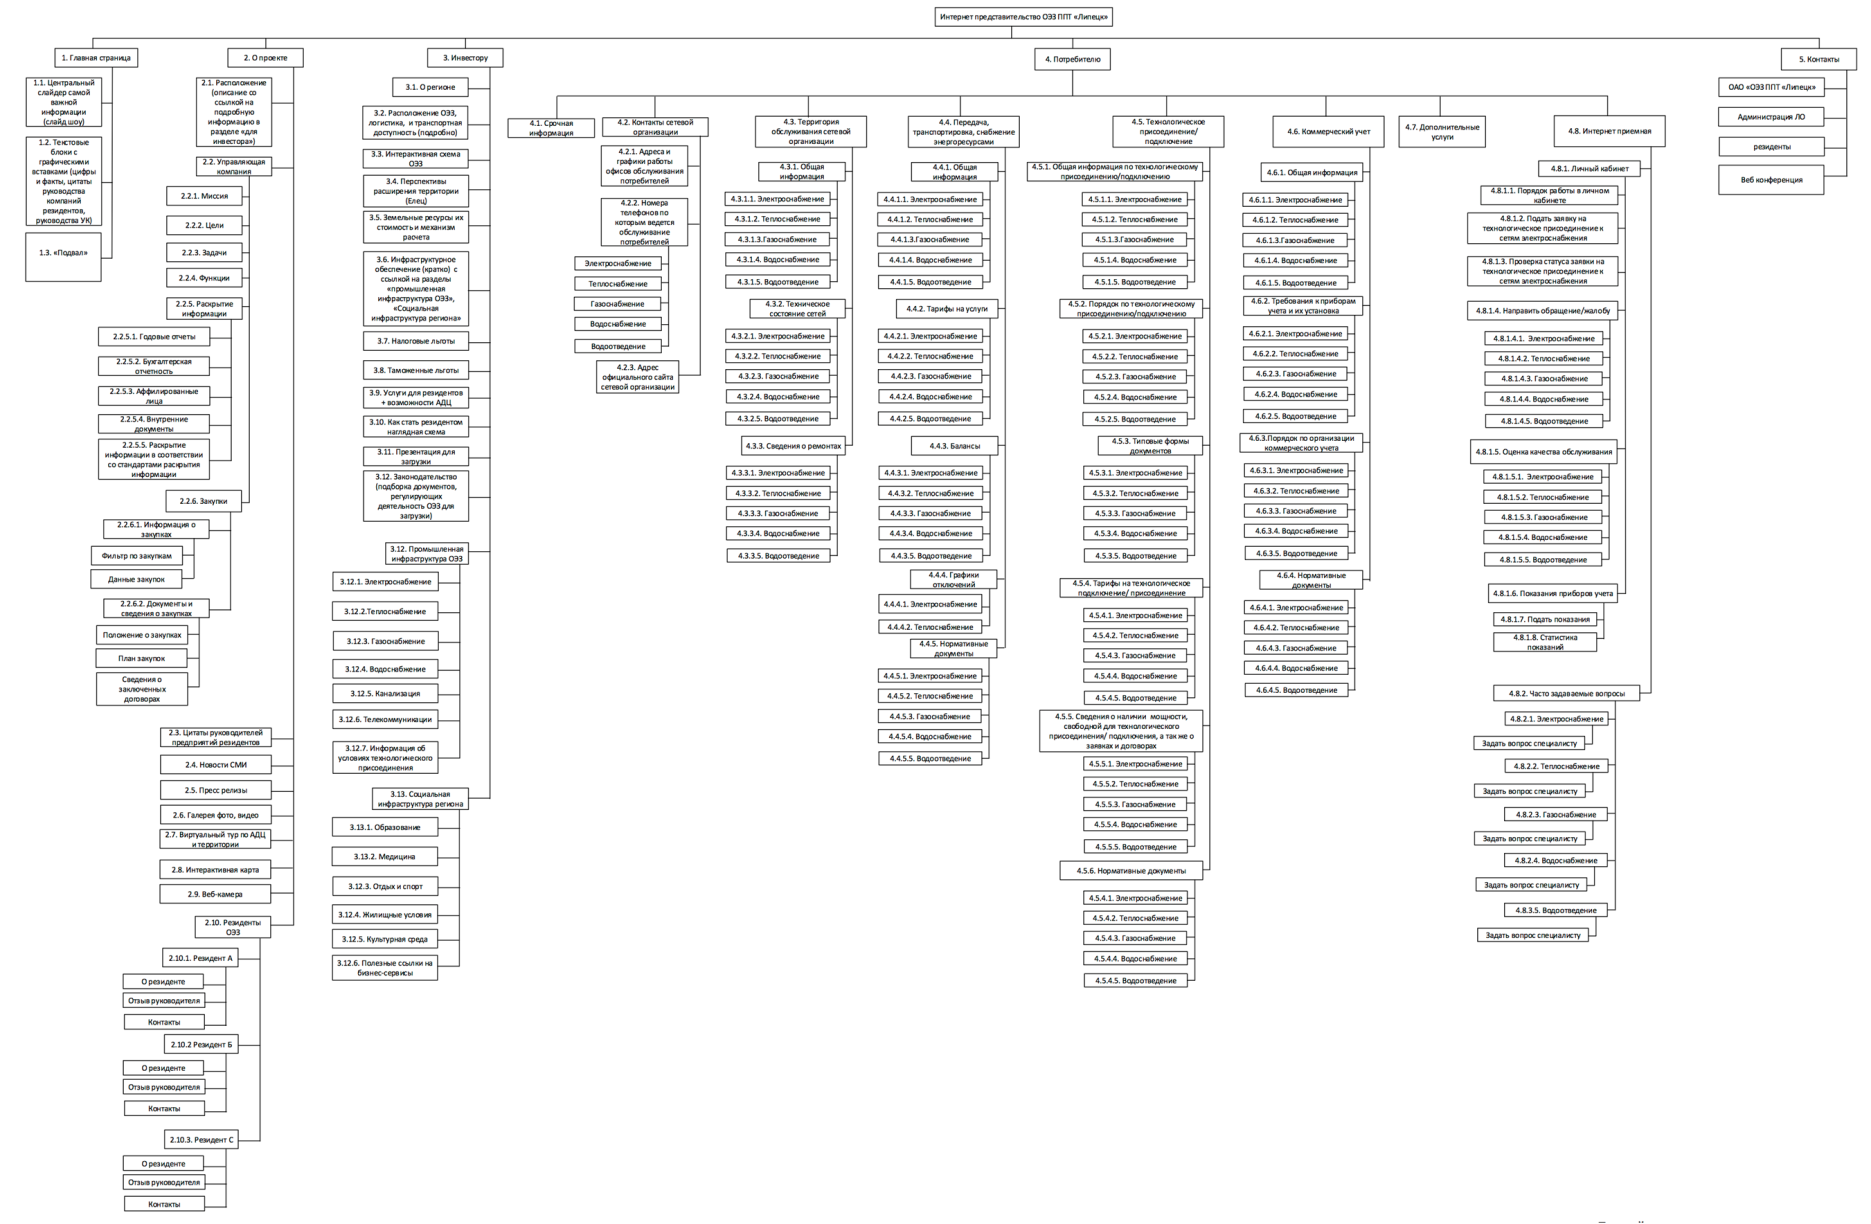 Интернет представительство ОЭЗ ППТ «Липецк»
1. Главная страница
1.1. Центральный
слайдер самой
важной
информации
(слайд шоу)
1.2. Текстовые
блоки с
графическими
вставками (цифры
и факты, цитаты
руководства
компаний
резидентов,
руководства УК)
1.3. «Подвал»
2. О проекте
2.1. Расположение
(описание со
ссылкой на
подробную
информацию в
разделе «для
инвестора»)
2.2. Управляющая
компания
2.2.1. Миссия
2.2.2. Цели
2.2.3. Задачи
2.2.4. Функции
2.2.5. Раскрытие
информации
2.2.5.1. Годовые отчеты
2.2.5.2. Бухгалтерская
отчетность
2.2.5.3. Аффилированные
лица
2.2.5.4. Внутренние
документы
2.2.5.5. Раскрытие
информации в соответствии
со стандартами раскрытия
информации
2.2.6. Закупки
2.2.6.1. Информация о
закупках
Фильтр по закупкам
Данные закупок
2.2.6.2. Документы и
сведения о закупках
Положение о закупках
План закупок
Сведения о
заключенных
договорах
2.3. Цитаты руководителей
предприятий резидентов
2.4. Новости СМИ
2.5. Пресс релизы
2.6. Галерея фото, видео
2.7. Виртуальный тур по АДЦ
и территории
2.8. Интерактивная карта
2.9. Веб-камера
2.10. Резиденты
ОЭЗ
2.10.1. Резидент А
О резиденте
Отзыв руководителя
Контакты
2.10.2 Резидент Б
О резиденте
Отзыв руководителя
Контакты
2.10.3. Резидент С
О резиденте
Отзыв руководителя
Контакты
3. Инвестору
3.1. О регионе
3.2. Расположение ОЭЗ,
логистика, и транспортная
доступность (подробно)
3.3. Интерактивная схема
ОЭЗ
3.4. Перспективы
расширения территории
(Елец)
3.5. Земельные ресурсы их
стоимость и механизм
расчета
3.6. Инфраструктурное
обеспечение (кратко) с
ссылкой на разделы
«промышленная
инфраструктура ОЭЗ»,
«Социальная
инфраструктура региона»
3.7. Налоговые льготы
3.8. Таможенные льготы
3.9. Услуги для резидентов
+ возможности АДЦ
3.10. Как стать резидентом
наглядная схема
3.11. Презентация для
загрузки
3.12. Законодательство
(подборка документов,
регулирующих
деятельность ОЭЗ для
загрузки)
3.12. Промышленная
инфраструктура ОЭЗ
3.12.1. Электроснабжение
3.12.2.Теплоснабжение
3.12.3. Газоснабжение
3.12.4. Водоснабжение
3.12.5. Канализация
3.12.6. Телекоммуникации
3.12.7. Информация об
условиях технологического
присоединения
3.13. Социальная
инфраструктура региона
3.13.1. Образование
3.13.2. Медицина
3.12.3. Отдых и спорт
3.12.4. Жилищные условия
3.12.5. Культурная среда
3.12.6. Полезные ссылки на
бизнес-сервисы
4. Потребителю
4.1. Срочная
информация
4.2. Контакты сетевой
организации
4.2.1. Адреса и
графики работы
офисов обслуживания
потребителей
4.2.2. Номера
телефонов по
которым ведется
обслуживание
потребителей
Электроснабжение
Теплоснабжение
Газоснабжение
Водоснабжение
Водоотведение
4.2.3. Адрес
официального сайта
сетевой организации
4.3. Территория
обслуживания сетевой
организации
4.3.1. Общая
информация
4.3.1.1. Электроснабжение
4.3.1.2. Теплоснабжение
4.3.1.3.Газоснабжение
4.3.1.4. Водоснабжение
4.3.1.5. Водоотведение
4.3.2. Техническое
состояние сетей
4.3.2.1. Электроснабжение
4.3.2.2. Теплоснабжение
4.3.2.3. Газоснабжение
4.3.2.4. Водоснабжение
4.3.2.5. Водоотведение
4.3.3. Сведения о ремонтах
4.3.3.1. Электроснабжение
4.3.3.2. Теплоснабжение
4.3.3.3. Газоснабжение
4.3.3.4. Водоснабжение
4.3.3.5. Водоотведение
4.4. Передача,
транспортировка, снабжение
энергоресурсами
4.4.1. Общая
информация
4.4.1.1. Электроснабжение
4.4.1.2. Теплоснабжение
4.4.1.3.Газоснабжение
4.4.1.4. Водоснабжение
4.4.1.5. Водоотведение
4.4.2. Тарифы на услуги
4.4.2.1. Электроснабжение
4.4.2.2. Теплоснабжение
4.4.2.3. Газоснабжение
4.4.2.4. Водоснабжение
4.4.2.5. Водоотведение
4.4.3. Балансы
4.4.3.1. Электроснабжение
4.4.3.2. Теплоснабжение
4.4.3.3. Газоснабжение
4.4.3.4. Водоснабжение
4.4.3.5. Водоотведение
4.4.4. Графики
отключений
4.4.4.1. Электроснабжение
4.4.4.2. Теплоснабжение
4.4.5. Нормативные
документы
4.4.5.1. Электроснабжение
4.4.5.2. Теплоснабжение
4.4.5.3. Газоснабжение
4.4.5.4. Водоснабжение
4.4.5.5. Водоотведение
4.5. Технологическое
присоединение/
подключение
4.5.1. Общая информация по технологическому
присоединению/подключению
4.5.1.1. Электроснабжение
4.5.1.2. Теплоснабжение
4.5.1.3.Газоснабжение
4.5.1.4. Водоснабжение
4.5.1.5. Водоотведение
4.5.2. Порядок по технологическому
присоединению/подключению
4.5.2.1. Электроснабжение
4.5.2.2. Теплоснабжение
4.5.2.3. Газоснабжение
4.5.2.4. Водоснабжение
4.5.2.5. Водоотведение
4.5.3. Типовые формы
документов
4.5.3.1. Электроснабжение
4.5.3.2. Теплоснабжение
4.5.3.3. Газоснабжение
4.5.3.4. Водоснабжение
4.5.3.5. Водоотведение
4.5.4. Тарифы на технологическое
подключение/ присоединение
4.5.4.1. Электроснабжение
4.5.4.2. Теплоснабжение
4.5.4.3. Газоснабжение
4.5.4.4. Водоснабжение
4.5.4.5. Водоотведение
4.5.5. Сведения о наличии мощности,
свободной для технологического
присоединения/ подключения, а также о
заявках и договорах
4.5.5.1. Электроснабжение
4.5.5.2. Теплоснабжение
4.5.5.3. Газоснабжение
4.5.5.4. Водоснабжение
4.5.5.5. Водоотведение
4.5.6. Нормативные документы
4.5.4.1. Электроснабжение
4.5.4.2. Теплоснабжение
4.5.4.3. Газоснабжение
4.5.4.4. Водоснабжение
4.5.4.5. Водоотведение
4.6. Коммерческий учет
4.6.1. Общая информация
4.6.1.1. Электроснабжение
4.6.1.2. Теплоснабжение
4.6.1.3.Газоснабжение
4.6.1.4. Водоснабжение
4.6.1.5. Водоотведение
4.6.2. Требования к приборам
учета и их установка
4.6.2.1. Электроснабжение
4.6.2.2. Теплоснабжение
4.6.2.3. Газоснабжение
4.6.2.4. Водоснабжение
4.6.2.5. Водоотведение
4.6.3.Порядок по организации
коммерческого учета
4.6.3.1. Электроснабжение
4.6.3.2. Теплоснабжение
4.6.3.3. Газоснабжение
4.6.3.4. Водоснабжение
4.6.3.5. Водоотведение
4.6.4. Нормативные
документы
4.6.4.1. Электроснабжение
4.6.4.2. Теплоснабжение
4.6.4.3. Газоснабжение
4.6.4.4. Водоснабжение
4.6.4.5. Водоотведение
4.7. Дополнительные
услуги
4.8. Интернет приемная
4.8.1. Личный кабинет
4.8.1.1. Порядок работы в личном
кабинете
4.8.1.2. Подать заявку на
технологическое присоединение к
сетям электроснабжения
4.8.1.3. Проверка статуса заявки на
технологическое присоединение к
сетям электроснабжения
4.8.1.4. Направить обращение/жалобу
4.8.1.4.1. Электроснабжение
4.8.1.4.2. Теплоснабжение
4.8.1.4.3. Газоснабжение
4.8.1.4.4. Водоснабжение
4.8.1.4.5. Водоотведение
4.8.1.5. Оценка качества обслуживания
4.8.1.5.1. Электроснабжение
4.8.1.5.2. Теплоснабжение
4.8.1.5.3. Газоснабжение
4.8.1.5.4. Водоснабжение
4.8.1.5.5. Водоотведение
4.8.1.6. Показания приборов учета
4.8.1.7. Подать показания
4.8.1.8. Статистика
показаний
4.8.2. Часто задаваемые вопросы
4.8.2.1. Электроснабжение
Задать вопрос специалисту
4.8.2.2. Теплоснабжение
Задать вопрос специалисту
4.8.2.3. Газоснабжение
Задать вопрос специалисту
4.8.2.4. Водоснабжение
Задать вопрос специалисту
4.8.3.5. Водоотведение
Задать вопрос специалисту
5. Контакты
ОАО «ОЭЗ ППТ «Липецк»
Администрация ЛО
резиденты
Веб конференция